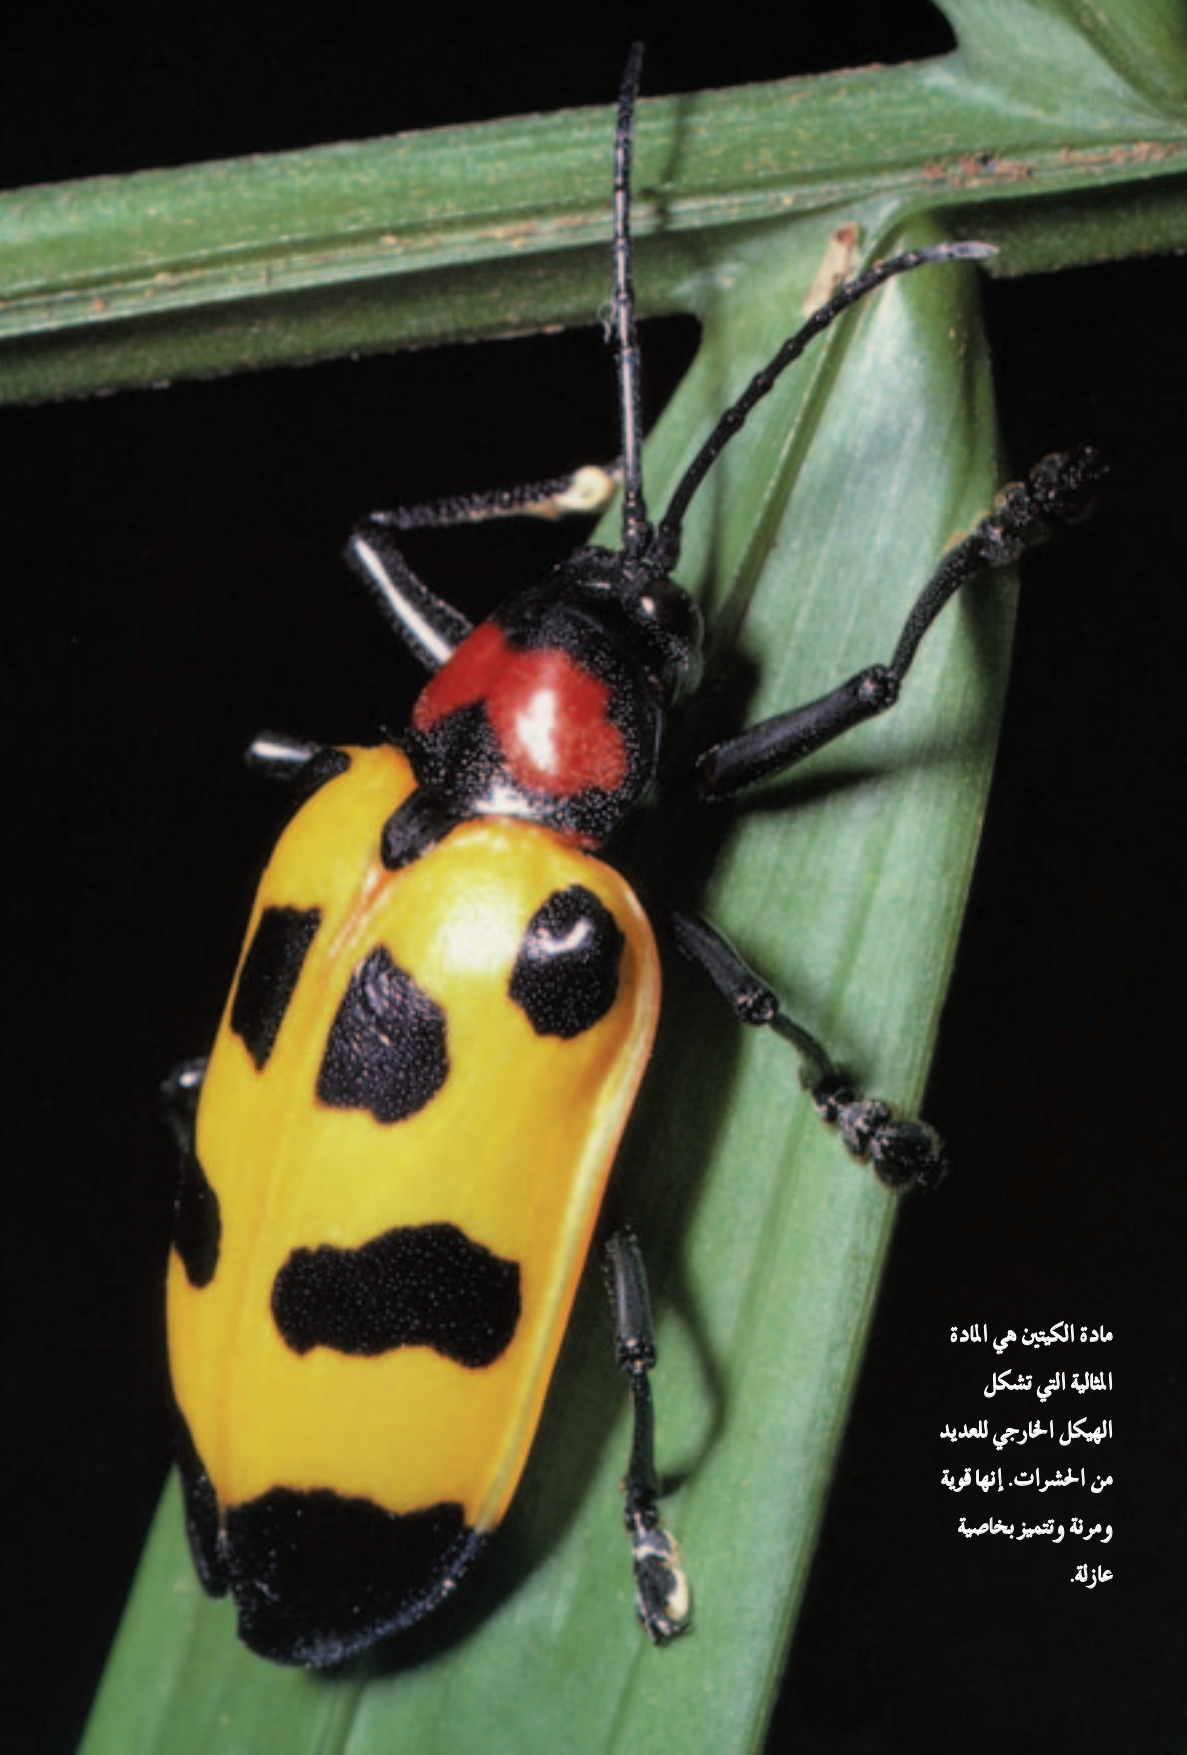 مادة الكيتين هي المادة
المثالية التي تشكل
الهيكل الخارجي للعديد
من الحشرات. إنها قوية
ومرنة وتتميز بخاصية
عازلة.